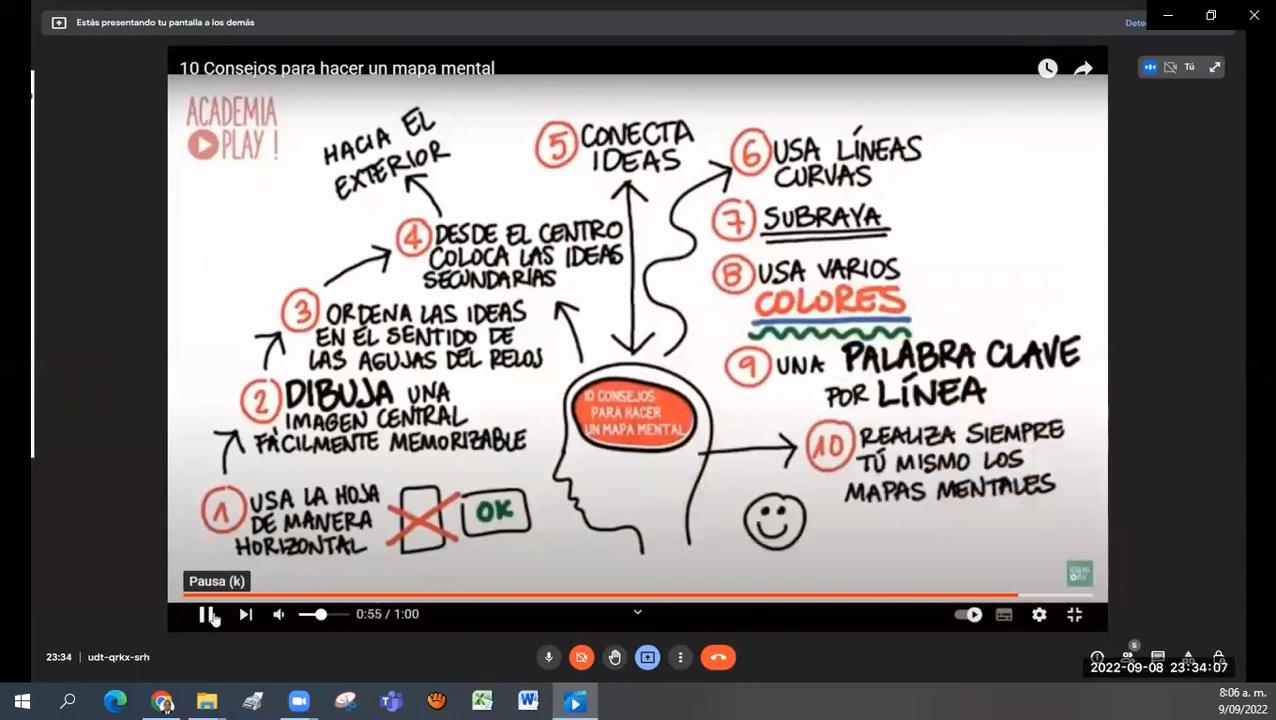 Estás presentando tu pantalla a los demás
10 Consejos para hacer un mapa mental
Tú
ACADEMIA
PLAY!
HACIA EL
EXTERIOR
5 CONECTA
IDEAS
6 USA LÍNEAS
CURVAS
7 SUBRAYA
8 USA VARIOS
COLORES
9 UNA PALABRA CLAVE
POR LÍNEA
10 REALIZA SIEMPRE
TÚ MISMO LOS
MAPAS MENTALES
4 DESDE EL CENTRO
COLOCA LAS IDEAS
SECUNDARIAS
3 ORDENA LAS IDEAS
EN EL SENTIDO DE
LAS AGUJAS DEL RELOJ
2 DIBUJA UNA
IMAGEN CENTRAL
FÁCILMENTE MEMORIZABLE
1 USA LA HOJA
DE MANERA
HORIZONTAL
OK
10 CONSEJOS
PARA HACER
UN MAPA MENTAL
Pausa (k)
0:55 / 1:00
23:34 udt-qrkx-srh
2022-09-08 23:34:07
8:06 a. m.
9/09/2022